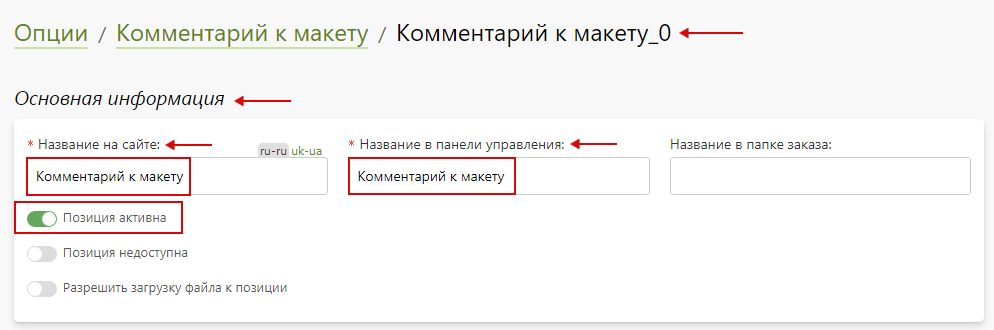 Опции / Комментарий к макету / Комментарий к макету_0
Основная информация
* Название на сайте: ru-ru uk-ua * Название в панели управления: Название в папке заказа:
Комментарий к макету Комментарий к макету
Позиция активна
Позиция недоступна
Разрешить загрузку файла к позиции